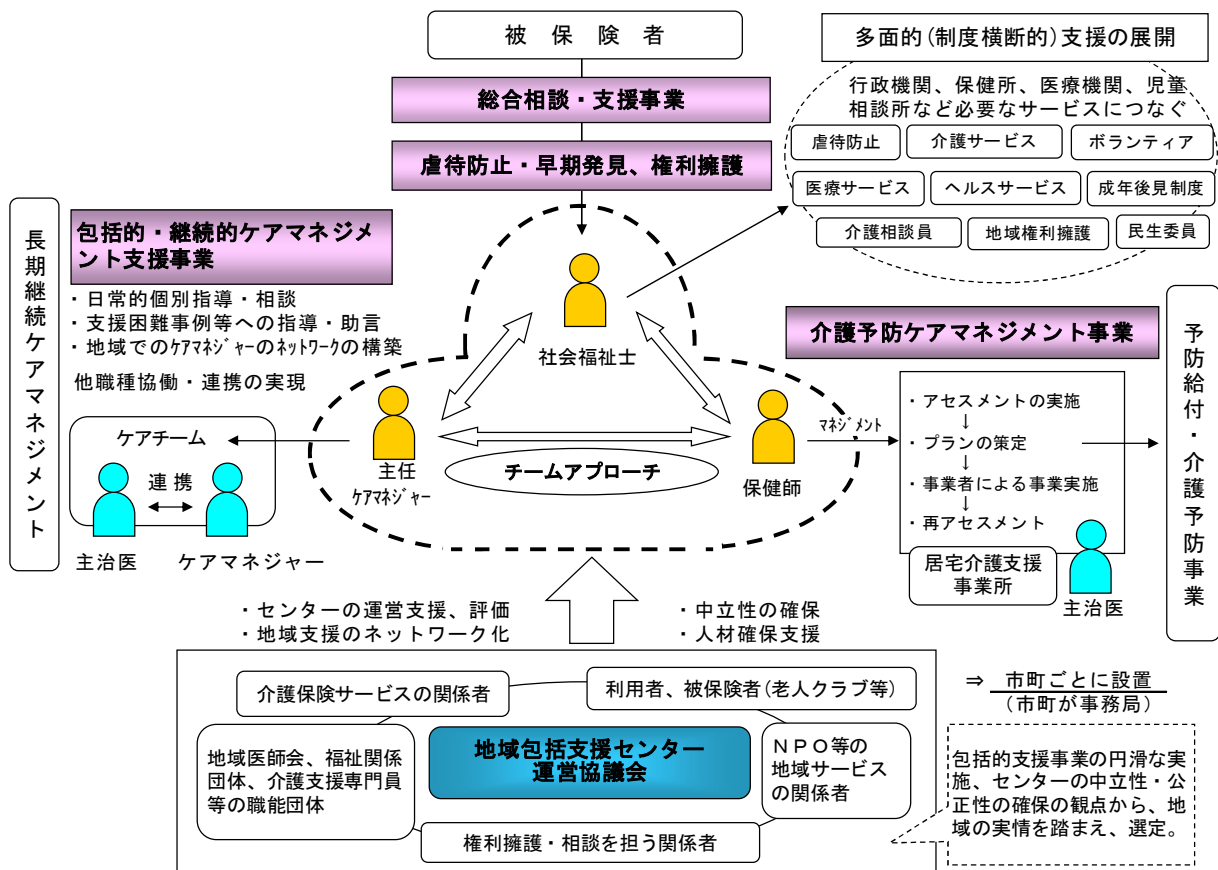 被 保 険 者
総合相談・支援事業
虐待防止・早期発見、権利擁護
多面的(制度横断的)支援の展開
行政機関、保健所、医療機関、児童
相談所など必要なサービスにつなぐ
虐待防止
介護サービス
ボランティア
医療サービス
ヘルスサービス
成年後見制度
介護相談員
地域権利擁護
民生委員
長期継続ケアマネジメント
包括的・継続的ケアマネジメ
ント支援事業
・日常的個別指導・相談
・支援困難事例等への指導・助言
・地域でのｹｱﾏﾈｼﾞｬｰのネットワークの構築
他職種協働・連携の実現
ケアチーム
連 携
主治医
ケアマネジャー
社会福祉士
主任
ｹｱﾏﾈｼﾞｬｰ
チームアプローチ
保健師
ﾏﾈｼﾞﾒﾝﾄ
介護予防ケアマネジメント事業
・アセスメントの実施
↓
・プランの策定
↓
・事業者による事業実施
↓
・再アセスメント
居宅介護支援
事業所
主治医
予防給付・介護予防事業
・センターの運営支援、評価
・地域支援のネットワーク化
・中立性の確保
・人材確保支援
介護保険サービスの関係者
利用者、被保険者(老人クラブ等)
地域医師会、福祉関係
団体、介護支援専門員
等の職能団体
地域包括支援センター
運営協議会
ＮＰＯ等の
地域サービス
の関係者
権利擁護・相談を担う関係者
⇒ 市町ごとに設置
(市町が事務局)
包括的支援事業の円滑な実
施、センターの中立性・公
正性の確保の観点から、地
域の実情を踏まえ、選定。